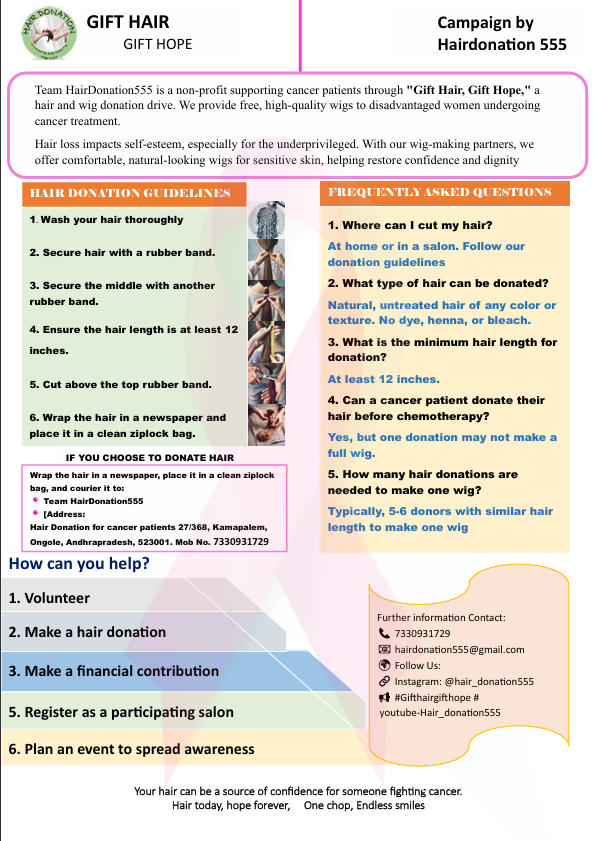 HAIR DONATION
GIFT HAIR
GIFT HOPE
Campaign by
Hairdonation 555
Team HairDonation555 is a non-profit supporting cancer patients through "Gift Hair, Gift Hope," a
hair and wig donation drive. We provide free, high-quality wigs to disadvantaged women undergoing
cancer treatment.
Hair loss impacts self-esteem, especially for the underprivileged. With our wig-making partners, we
offer comfortable, natural-looking wigs for sensitive skin, helping restore confidence and dignity
HAIR DONATION GUIDELINES
1. Wash your hair thoroughly
2. Secure hair with a rubber band.
3. Secure the middle with another
rubber band.
4. Ensure the hair length is at least 12
inches.
5. Cut above the top rubber band.
6. Wrap the hair in a newspaper and
place it in a clean ziplock bag.
IF YOU CHOOSE TO DONATE HAIR
Wrap the hair in a newspaper, place it in a clean ziplock
bag, and courier it to:
Team HairDonation555
[Address:
Hair Donation for cancer patients 27/368, Kamapalem,
Ongole, Andhrapradesh, 523001. Mob No. 7330931729
FREQUENTLY ASKED QUESTIONS
1. Where can I cut my hair?
At home or in a salon. Follow our
donation guidelines
2. What type of hair can be donated?
Natural, untreated hair of any color or
texture. No dye, henna, or bleach.
3. What is the minimum hair length for
donation?
At least 12 inches.
4. Can a cancer patient donate their
hair before chemotherapy?
Yes, but one donation may not make a
full wig.
5. How many hair donations are
needed to make one wig?
Typically, 5-6 donors with similar hair
length to make one wig
How can you help?
1. Volunteer
2. Make a hair donation
3. Make a financial contribution
5. Register as a participating salon
6. Plan an event to spread awareness
Further information Contact:
7330931729
hairdonation555@gmail.com
Follow Us:
Instagram: @hair_donation555
#Gifthairgifthope #
youtube-Hair_donation555
Your hair can be a source of confidence for someone fighting cancer.
Hair today, hope forever, One chop, Endless smiles